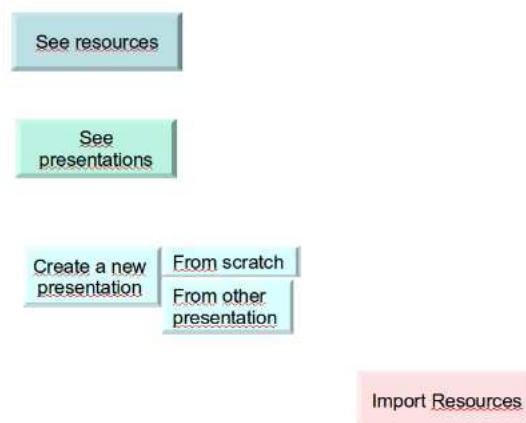 See resources
See
presentations
Create a new
presentation
From scratch
From other
presentation
Import Resources